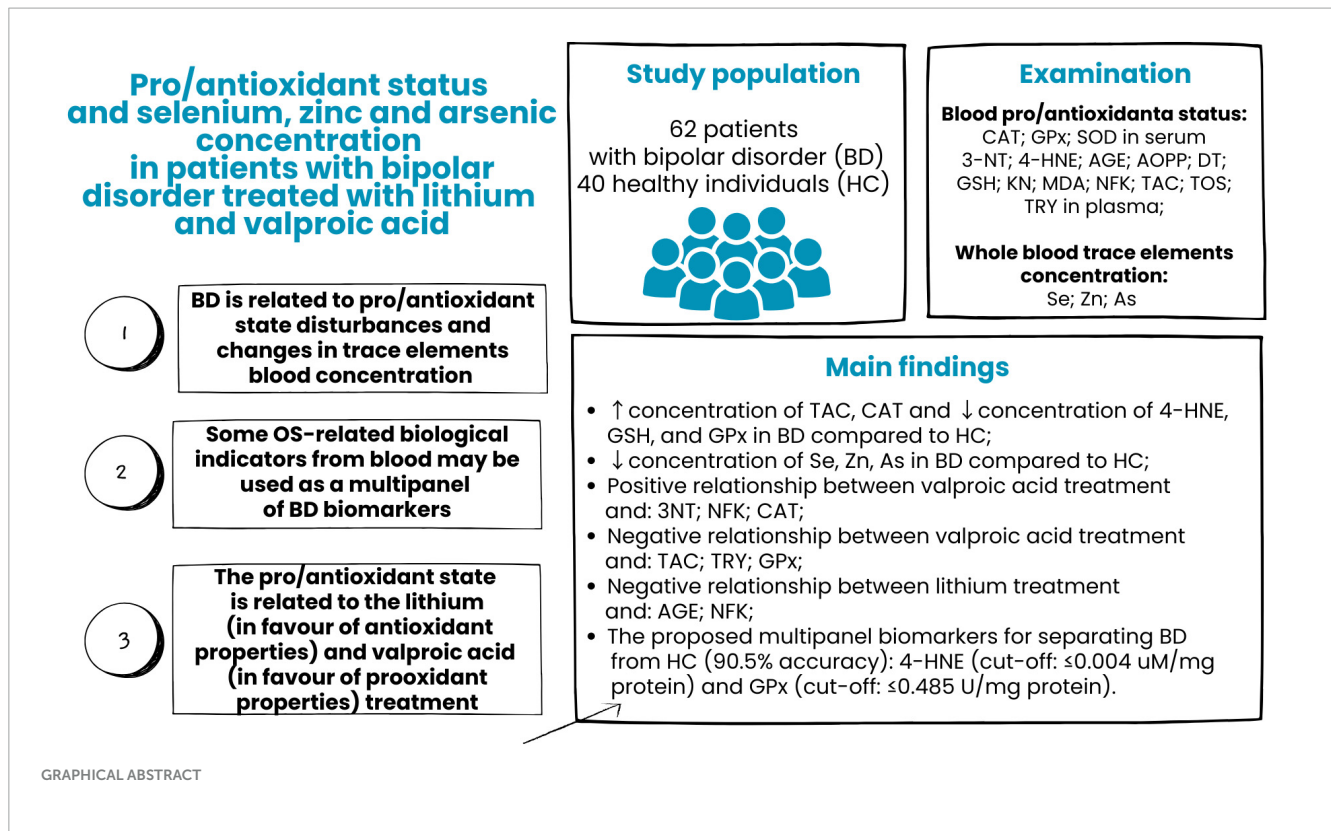 Pro/antioxidant status
and selenium, zinc and arsenic
concentration
in patients with bipolar
disorder treated with lithium
and valproic acid
1
BD is related to pro/antioxidant
state disturbances and
changes in trace elements
blood concentration
2
Some OS-related biological
indicators from blood may be
used as a multipanel
of BD biomarkers
3
The pro/antioxidant state
is related to the lithium
(in favour of antioxidant
properties) and valproic acid
(in favour of prooxidant
properties) treatment
Study population
62 patients
with bipolar disorder (BD)
40 healthy individuals (HC)
Examination
Blood pro/antioxidanta status:
CAT; GPx; SOD in serum
3-NT; 4-HNE; AGE; AOPP; DT;
GSH; KN; MDA; NFK; TAC; TOS;
TRY in plasma;
Whole blood trace elements
concentration:
Se; Zn; As
Main findings
• ↑ concentration of TAC, CAT and ↓ concentration of 4-HNE,
GSH, and GPx in BD compared to HC;
• ↓ concentration of Se, Zn, As in BD compared to HC;
• Positive relationship between valproic acid treatment
and: 3NT; NFK; CAT;
• Negative relationship between valproic acid treatment
and: TAC; TRY; GPx;
• Negative relationship between lithium treatment
and: AGE; NFK;
• The proposed multipanel biomarkers for separating BD
from HC (90.5% accuracy): 4-HNE (cut-off: ≤0.004 uM/mg
protein) and GPx (cut-off: ≤0.485 U/mg protein).
GRAPHICAL ABSTRACT